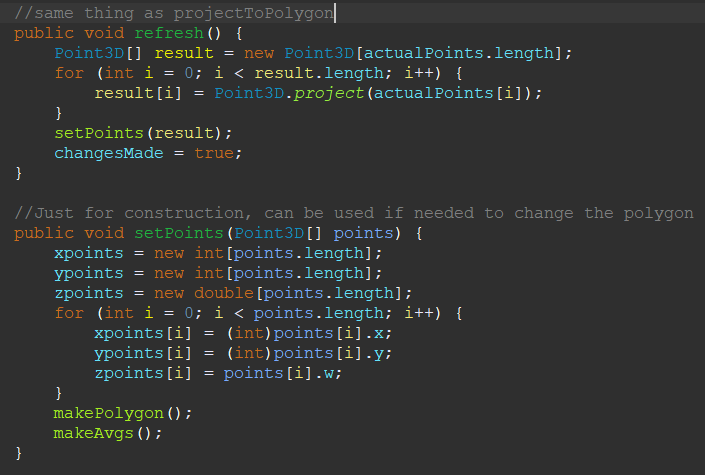 //same thing as projectToPolygon
public void refresh() {
    Point3D[] result = new Point3D[actualPoints.length];
    for (int i = 0; i < result.length; i++) {
        result[i] = Point3D.project(actualPoints[i]);
    }
    setPoints(result);
    changesMade = true;
}

//Just for construction, can be used if needed to change the polygon
public void setPoints(Point3D[] points) {
    xpoints = new int[points.length];
    ypoints = new int[points.length];
    zpoints = new double[points.length];
    for (int i = 0; i < points.length; i++) {
        xpoints[i] = (int)points[i].x;
        ypoints[i] = (int)points[i].y;
        zpoints[i] = points[i].w;
    }
    makePolygon();
    makeAvgs();
}